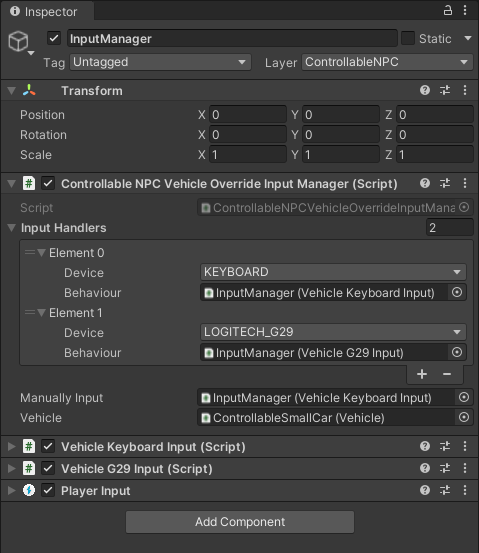 Inspector
InputManager Static
Tag Untagged Layer ControllableNPC
Transform
Position X 0 Y 0 Z 0
Rotation X 0 Y 0 Z 0
Scale X 1 Y 1 Z 1
# Controllable NPC Vehicle Override Input Manager (Script)
Script ControllableNPCVehicleOverrideInputMana
Input Handlers 2
Element 0
Device KEYBOARD
Behaviour InputManager (Vehicle Keyboard Input)
Element 1
Device LOGITECH_G29
Behaviour InputManager (Vehicle G29 Input)
+ −
Manually Input InputManager (Vehicle Keyboard Input)
Vehicle ControllableSmallCar (Vehicle)
# Vehicle Keyboard Input (Script)
# Vehicle G29 Input (Script)
Player Input
Add Component